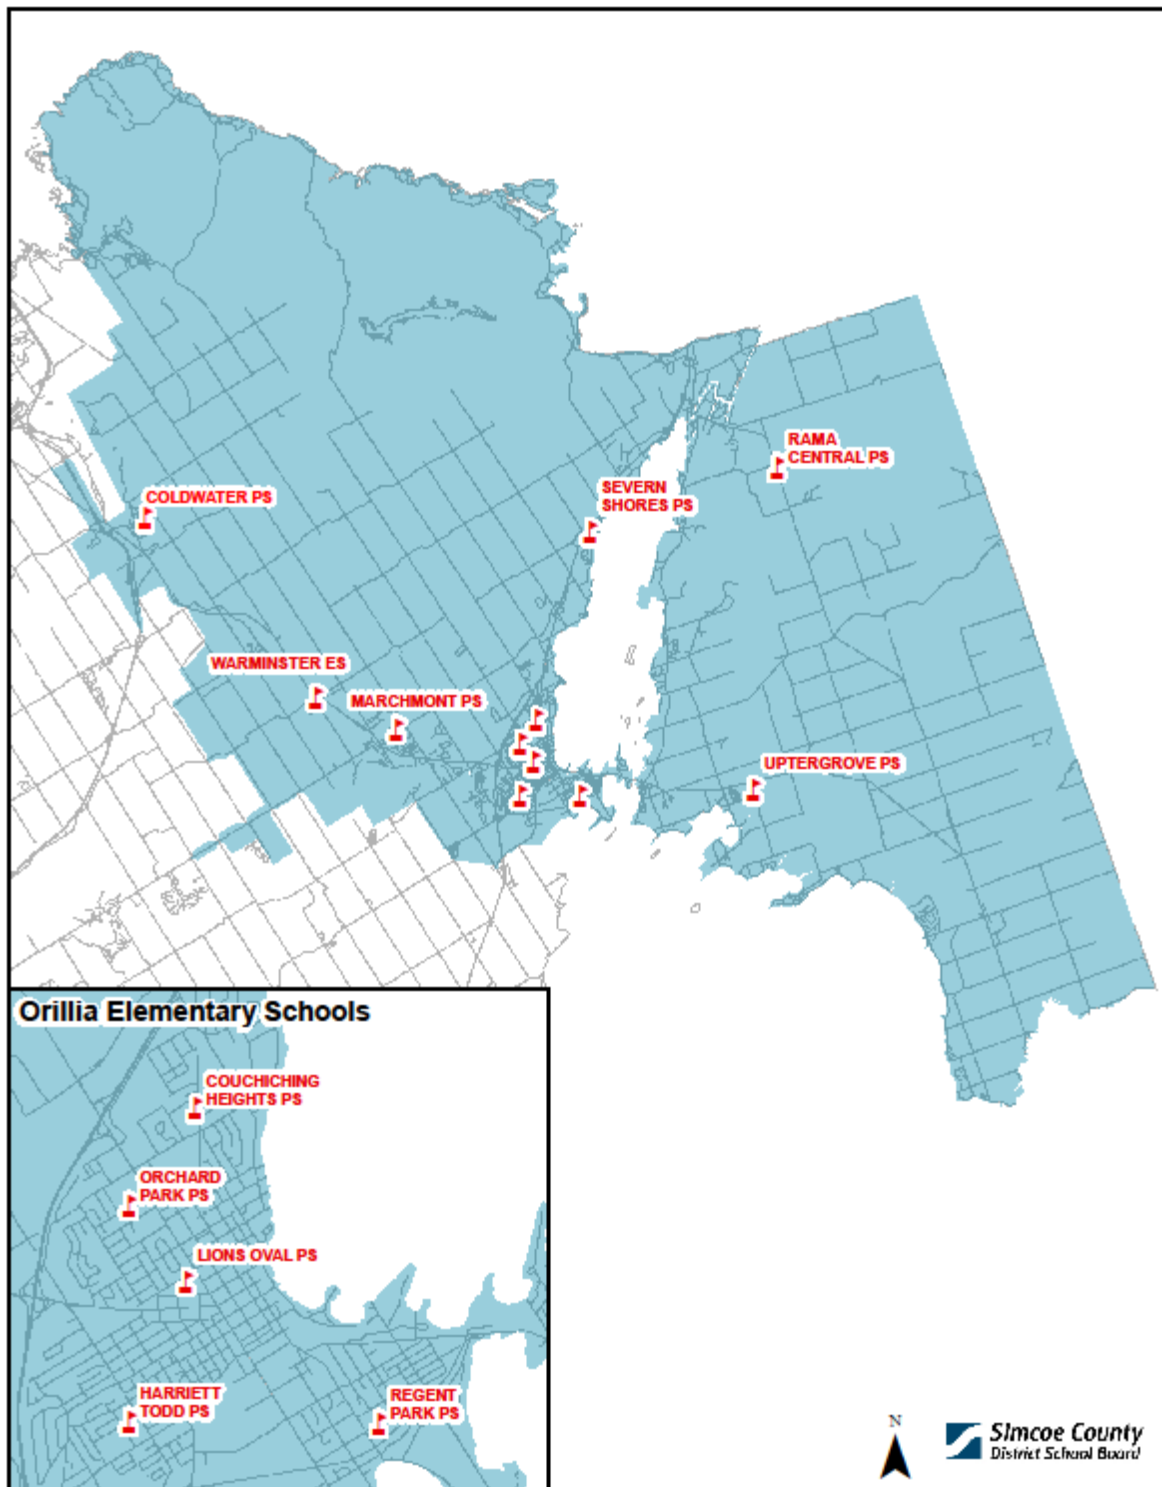 RAMA
CENTRAL PS
SEVERN
SHORES PS
COLDWATER PS
WARMINSTER ES
MARCHMONT PS
UPTERGROVE PS
Orillia Elementary Schools
COUCHICHING
HEIGHTS PS
ORCHARD
PARK PS
LIONS OVAL PS
HARRIETT
TODD PS
REGENT
PARK PS
N
Simcoe County
District School Board